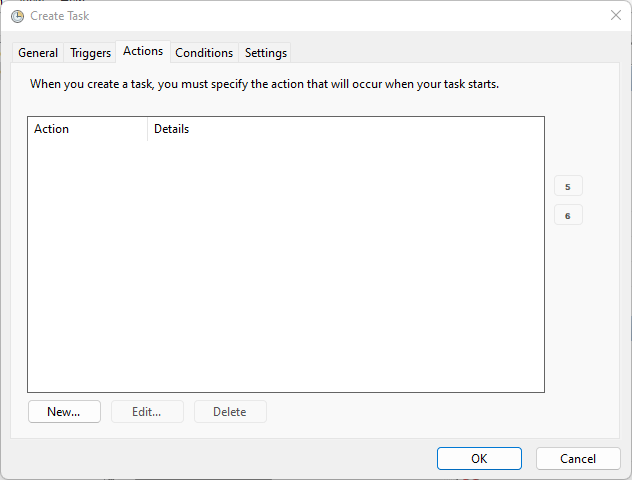 Create Task
General Triggers Actions Conditions Settings
When you create a task, you must specify the action that will occur when your task starts.
Action Details
5
6
New... Edit... Delete
OK Cancel